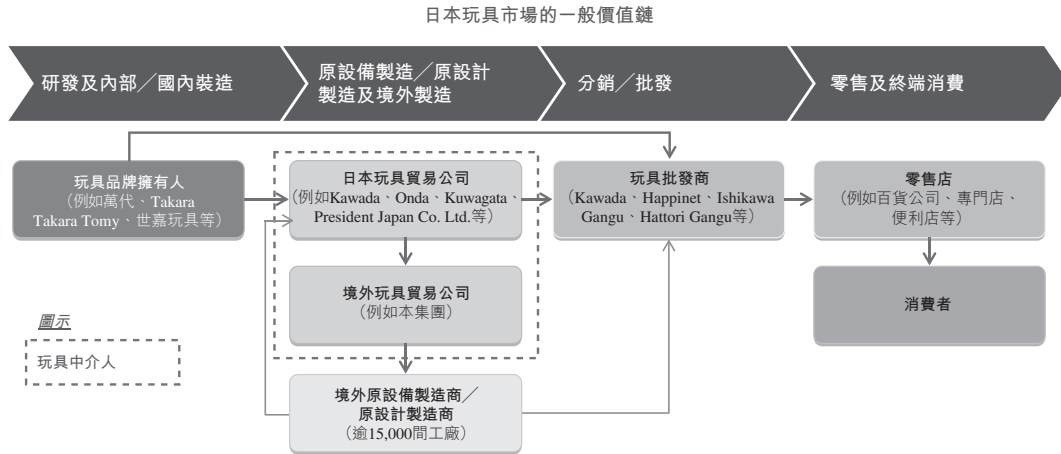 日本玩具市場的一般價值鏈
研發及內部／國內裝造
原設備製造／原設計
製造及境外製造
分銷／批發
零售及終端消費
玩具品牌擁有人
(例如萬代、Takara
Takara Tomy、世嘉玩具等)
日本玩具貿易公司
(例如Kawada、Onda、Kuwagata、
President Japan Co. Ltd.等)
玩具批發商
(Kawada、Happinet、Ishikawa
Gangu、Hattori Gangu等)
零售店
(例如百貨公司、專門店、
便利店等)
境外玩具貿易公司
(例如本集團)
消費者
圖示
玩具中介人
境外原設備製造商／
原設計製造商
(逾15,000間工廠)